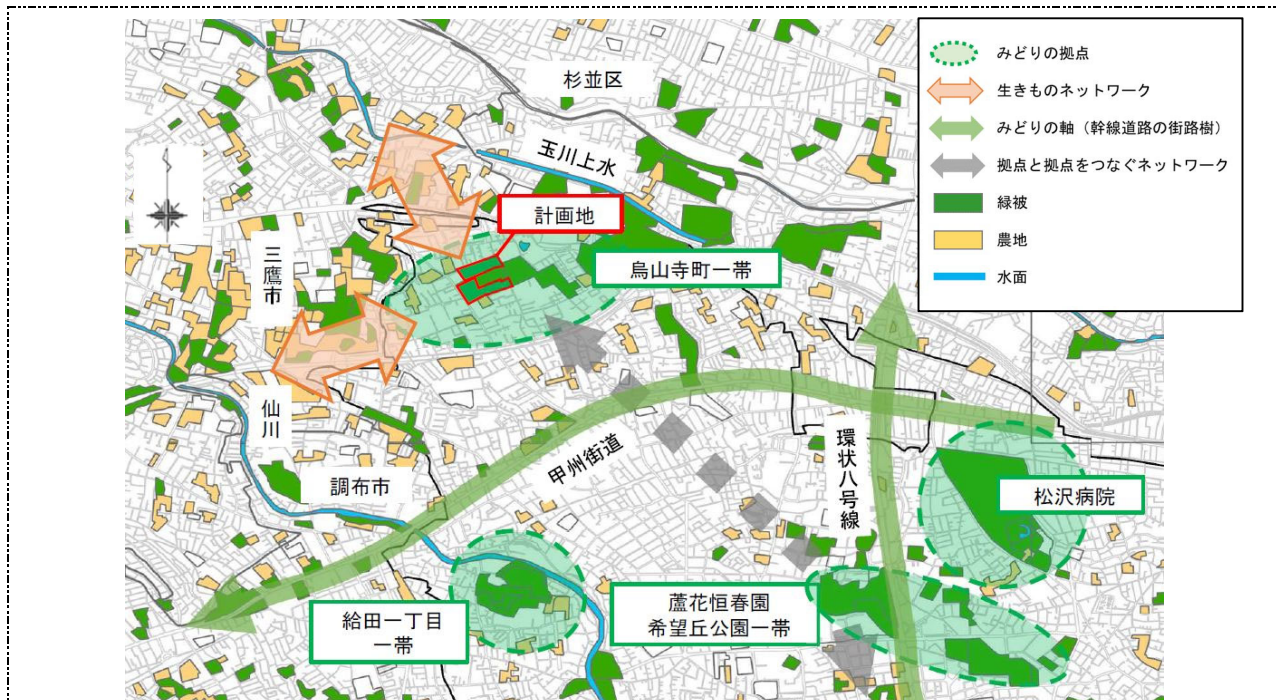 杉並区
玉川上水
計画地
烏山寺町一帯
三鷹市
仙川
調布市
甲州街道
環状八号線
松沢病院
給田一丁目
一帯
蘆花恒春園
希望丘公園一帯
みどりの拠点
生きものネットワーク
みどりの軸（幹線道路の街路樹）
拠点と拠点をつなぐネットワーク
緑被
農地
水面